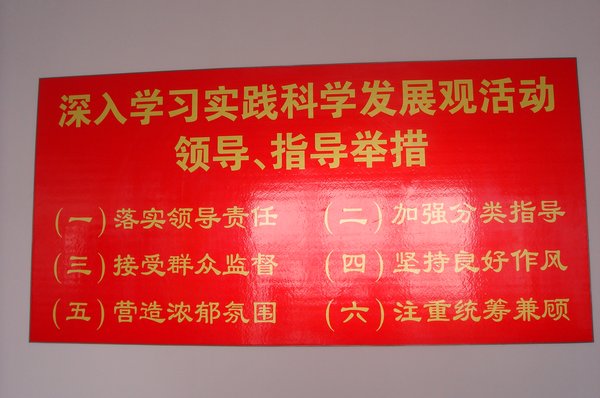 深入学习实践科学发展观活动
领导、指导举措
（一）落实领导责任 （二）加强分类指导
（三）接受群众监督 （四）坚持良好作风
（五）营造浓郁氛围 （六）注重统筹兼顾